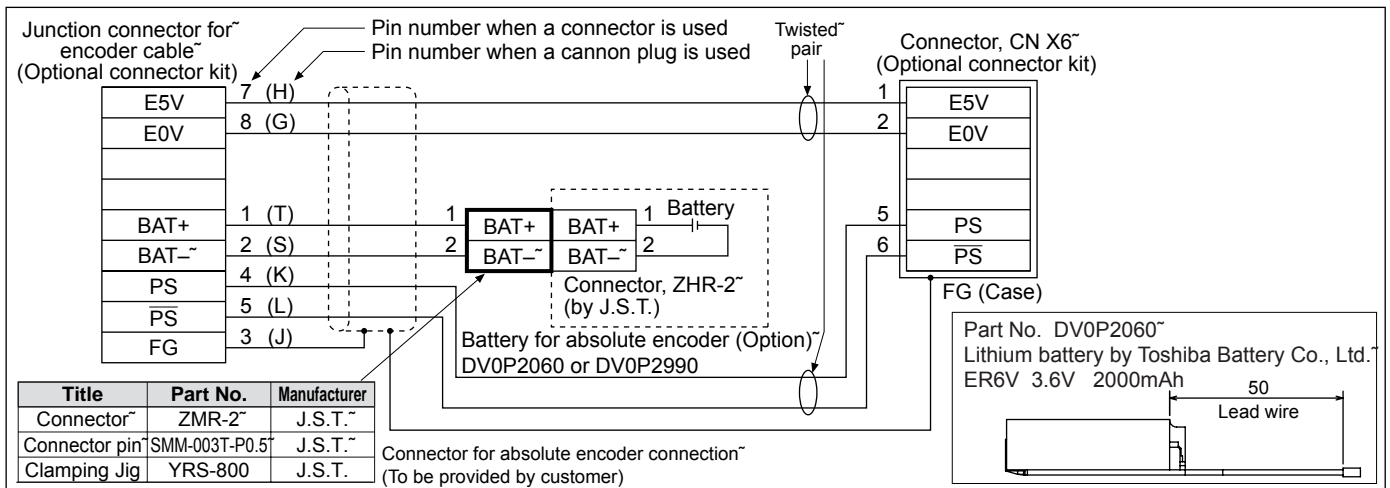 Junction connector for˜
encoder cable˜
(Optional connector kit)
Pin number when a connector is used
Pin number when a cannon plug is used
Twisted˜
pair
Connector, CN X6˜
(Optional connector kit)
E5V
7 (H)
1
E5V
E0V
8 (G)
2
E0V
BAT+
1 (T)
1
BAT+
BAT+
1
Battery
5
PS
BAT–˜
2 (S)
2
BAT–˜
BAT–˜
2
6
P̅S̅
PS
4 (K)
P̅S̅
5 (L)
FG
3 (J)
Connector, ZHR-2˜
(by J.S.T.)
FG (Case)
Battery for absolute encoder (Option)˜
DV0P2060 or DV0P2990
Part No. DV0P2060˜
Lithium battery by Toshiba Battery Co., Ltd.˜
ER6V 3.6V 2000mAh
50
Lead wire
Title Part No. Manufacturer
Connector˜ ZMR-2˜ J.S.T.˜
Connector pin˜ SMM-003T-P0.5˜ J.S.T.˜
Clamping Jig YRS-800 J.S.T.
Connector for absolute encoder connection˜
(To be provided by customer)